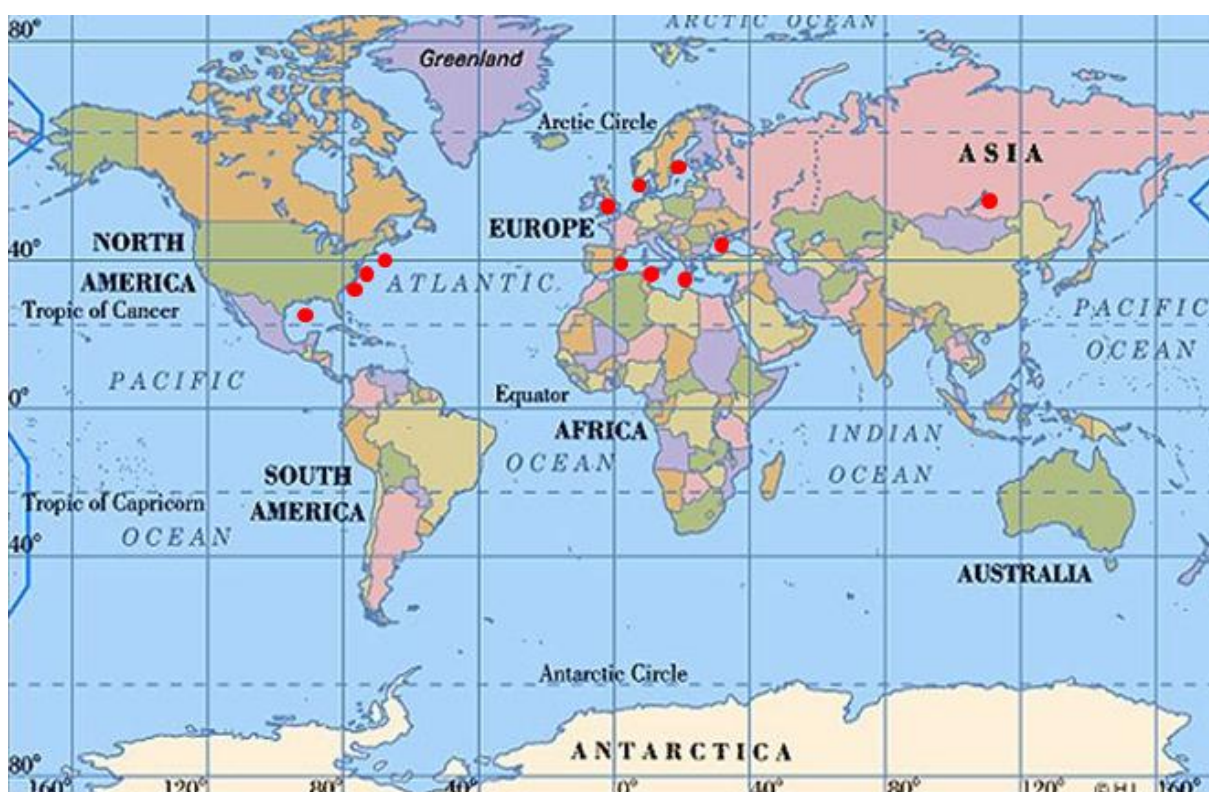 ARCTIC OCEAN
80°
Greenland
Arctic Circle
ASIA
NORTH
AMERICA
EUROPE
40°
ATLANTIC
Tropic of Cancer
PACIFIC
OCEAN
PACIFIC
Equator
0°
AFRICA
INDIAN
OCEAN
OCEAN
SOUTH
AMERICA
Tropic of Capricorn
OCEAN
40°
AUSTRALIA
Antarctic Circle
ANTARCTICA
80°
160° 120° 80° 40° 0° 40° 80° 120° 160°